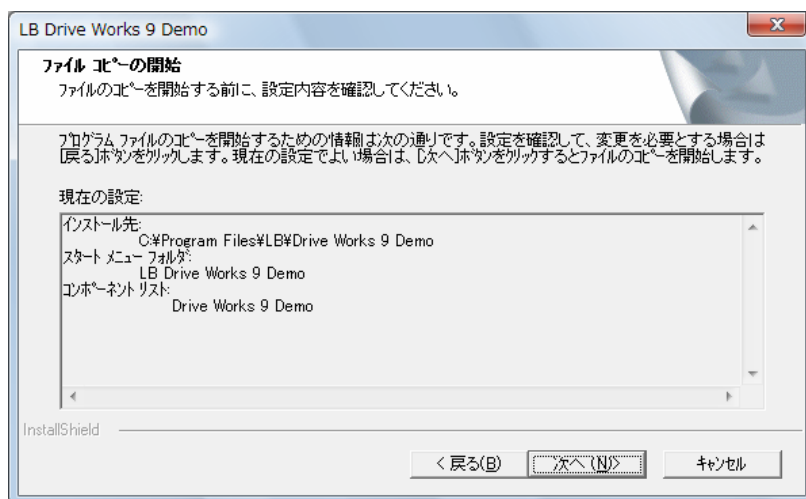 LB Drive Works 9 Demo
ファイル コピーの開始
ファイルのコピーを開始する前に、設定内容を確認してください。
プログラム ファイルのコピーを開始するための情報は次の通りです。設定を確認して、変更を必要とする場合は
[戻る]ボタンをクリックします。現在の設定でよい場合は、[次へ]ボタンをクリックするとファイルのコピーを開始します。
現在の設定:
インストール先:
C:¥Program Files¥LB¥Drive Works 9 Demo
スタート メニュー フォルダ:
LB Drive Works 9 Demo
コンポーネント リスト:
Drive Works 9 Demo
InstallShield
< 戻る(B)
次へ(N)>
キャンセル